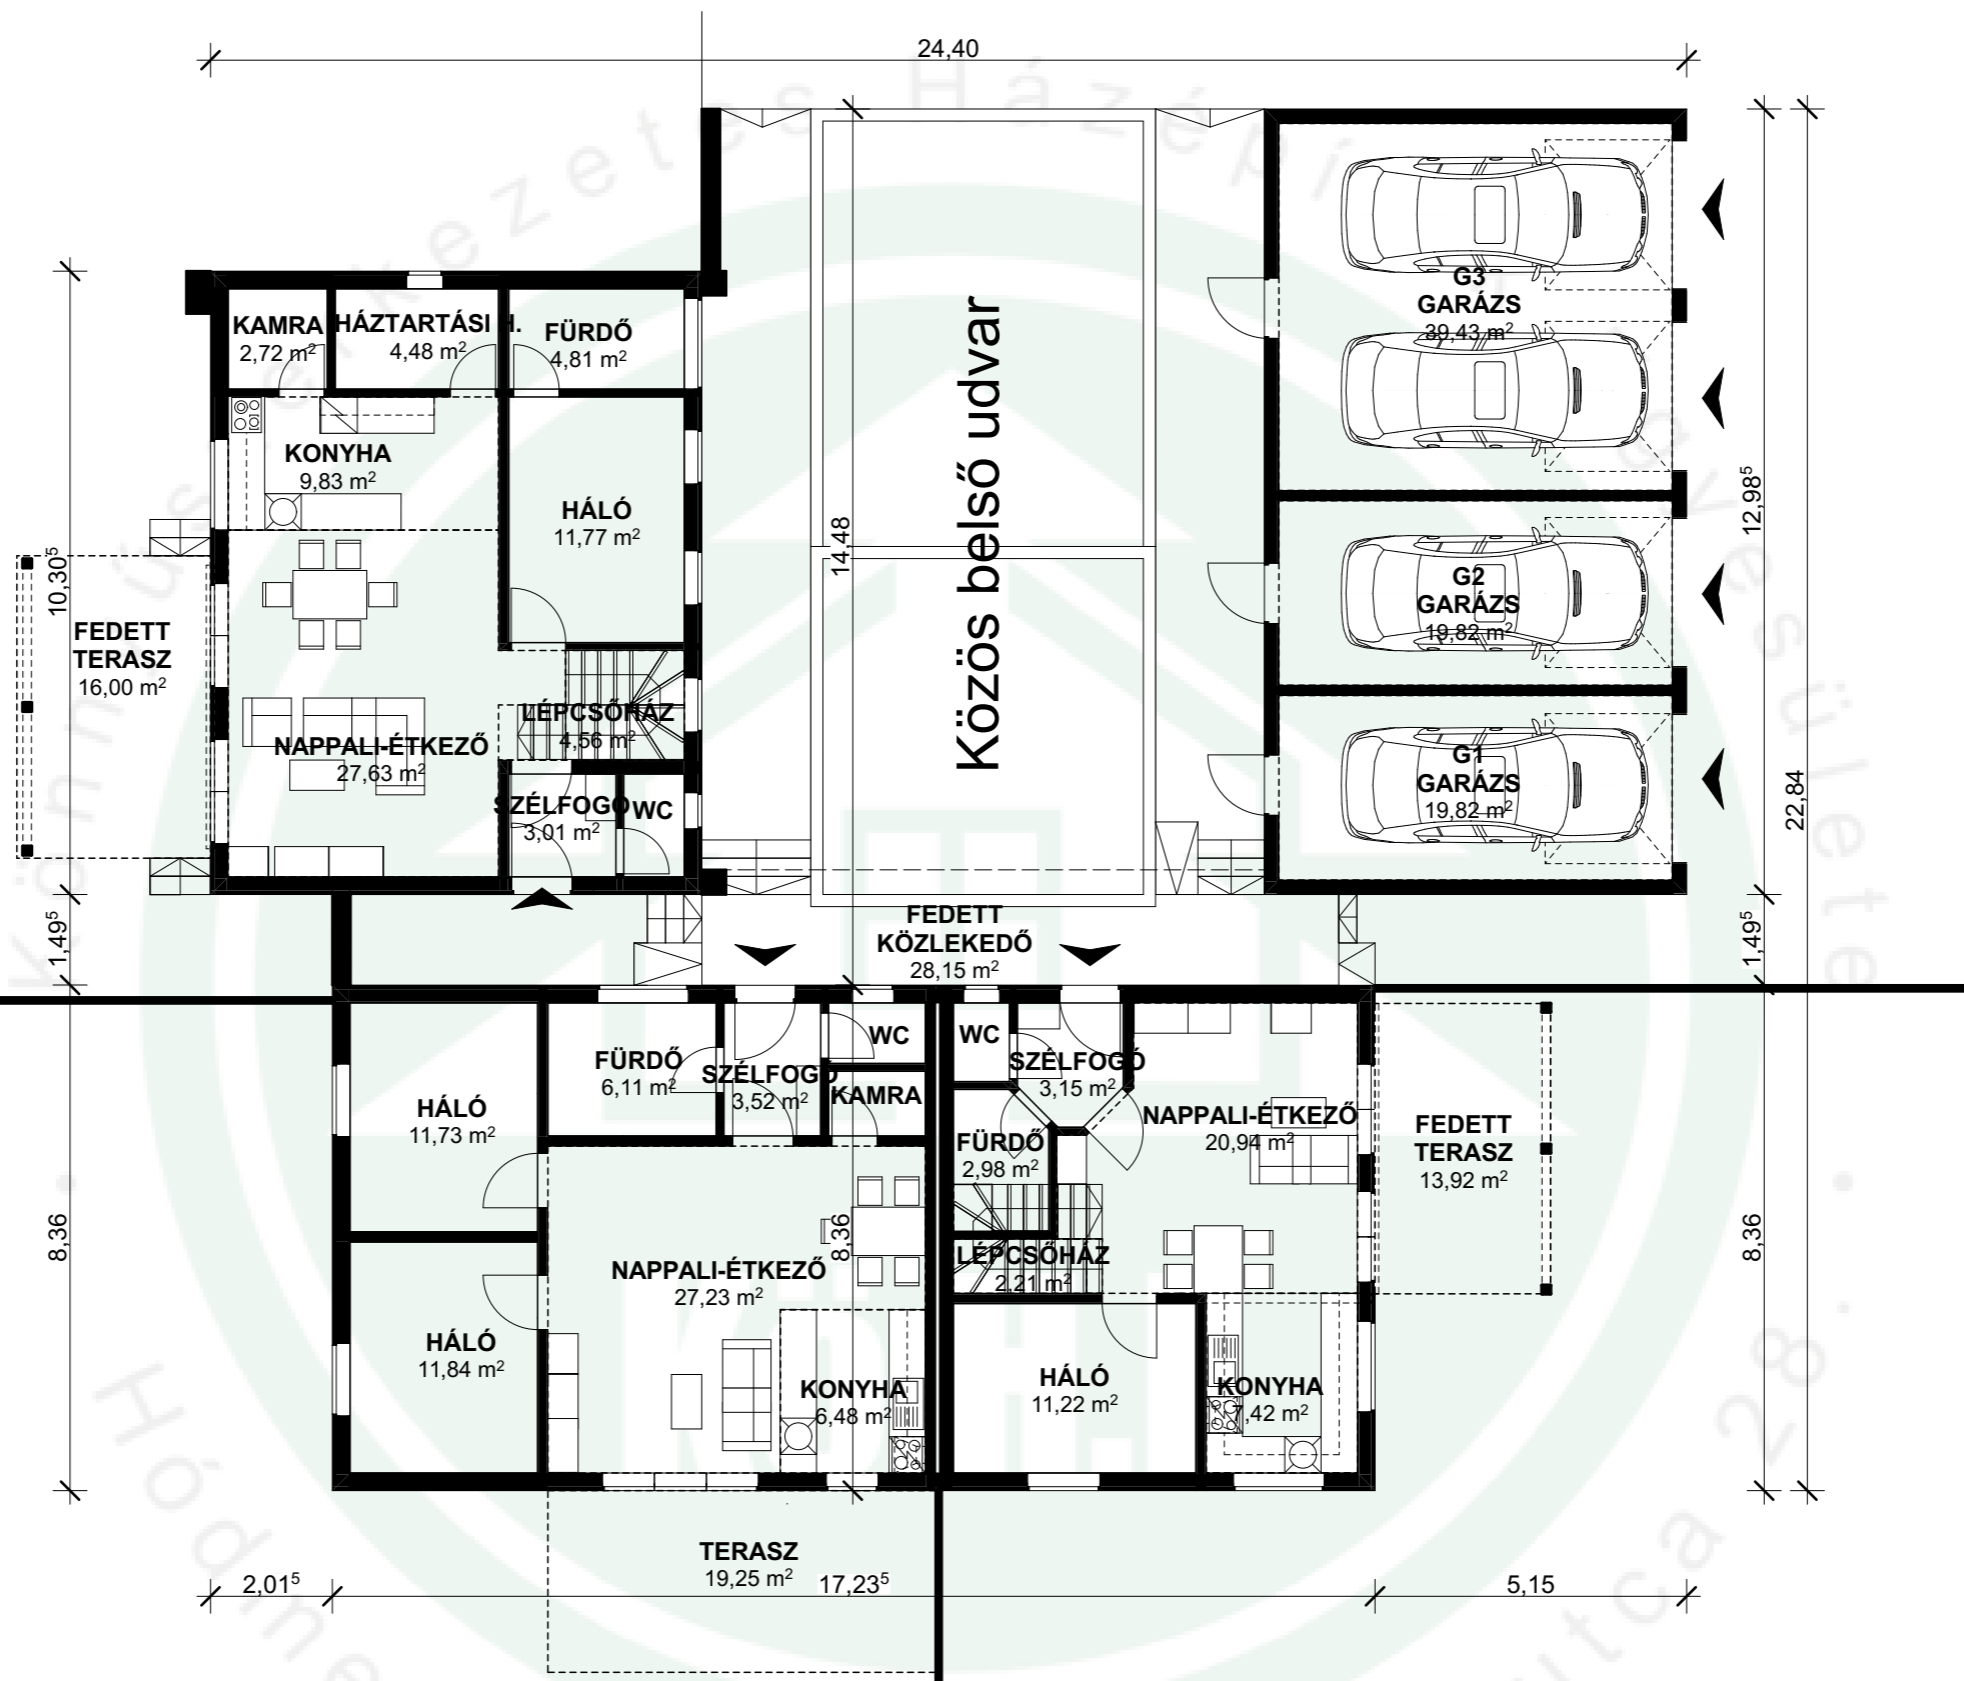 24,40
KAMRA
2,72 m²
HÁZTARTÁSI H.
4,48 m²
FÜRDŐ
4,81 m²
KONYHA
9,83 m²
HÁLÓ
11,77 m²
10,30⁵
FEDETT
TERASZ
16,00 m²
NAPPALI-ÉTKEZŐ
27,63 m²
LÉPCSŐHÁZ
4,56 m²
SZÉLFOGÓ
3,01 m²
WC
14,48
Közös belső udvar
G3
GARÁZS
39,43 m²
G2
GARÁZS
19,82 m²
G1
GARÁZS
19,82 m²
12,98⁵
22,84
1,49⁵
FEDETT
KÖZLEKEDŐ
28,15 m²
1,49⁵
HÁLÓ
11,73 m²
FÜRDŐ
6,11 m²
SZÉLFOGÓ
3,52 m²
WC
KAMRA
WC
SZÉLFOGÓ
3,15 m²
FÜRDŐ
2,98 m²
NAPPALI-ÉTKEZŐ
20,94 m²
FEDETT
TERASZ
13,92 m²
8,36
NAPPALI-ÉTKEZŐ
27,23 m²
8,36
LÉPCSŐHÁZ
2,21 m²
8,36
HÁLÓ
11,84 m²
KONYHA
6,48 m²
HÁLÓ
11,22 m²
KONYHA
7,42 m²
TERASZ
19,25 m²
2,01⁵
17,23⁵
5,15